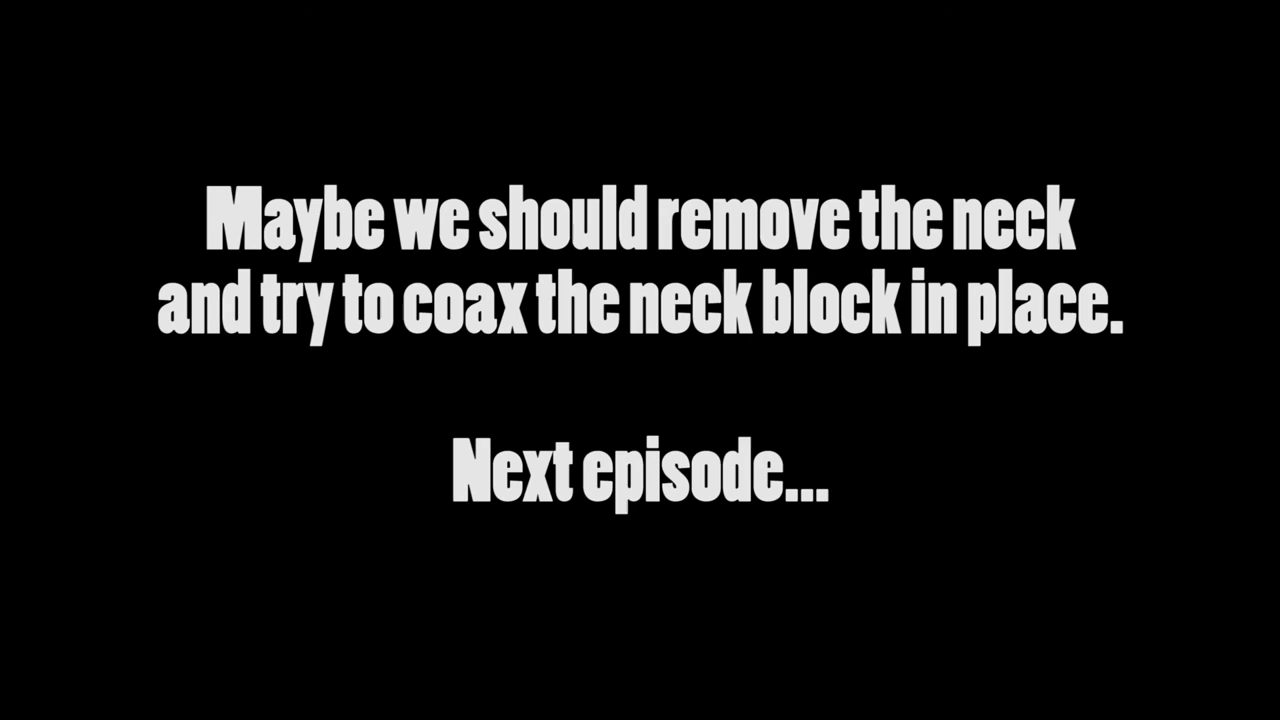 Maybe we should remove the neck
and try to coax the neck block in place.
Next episode...